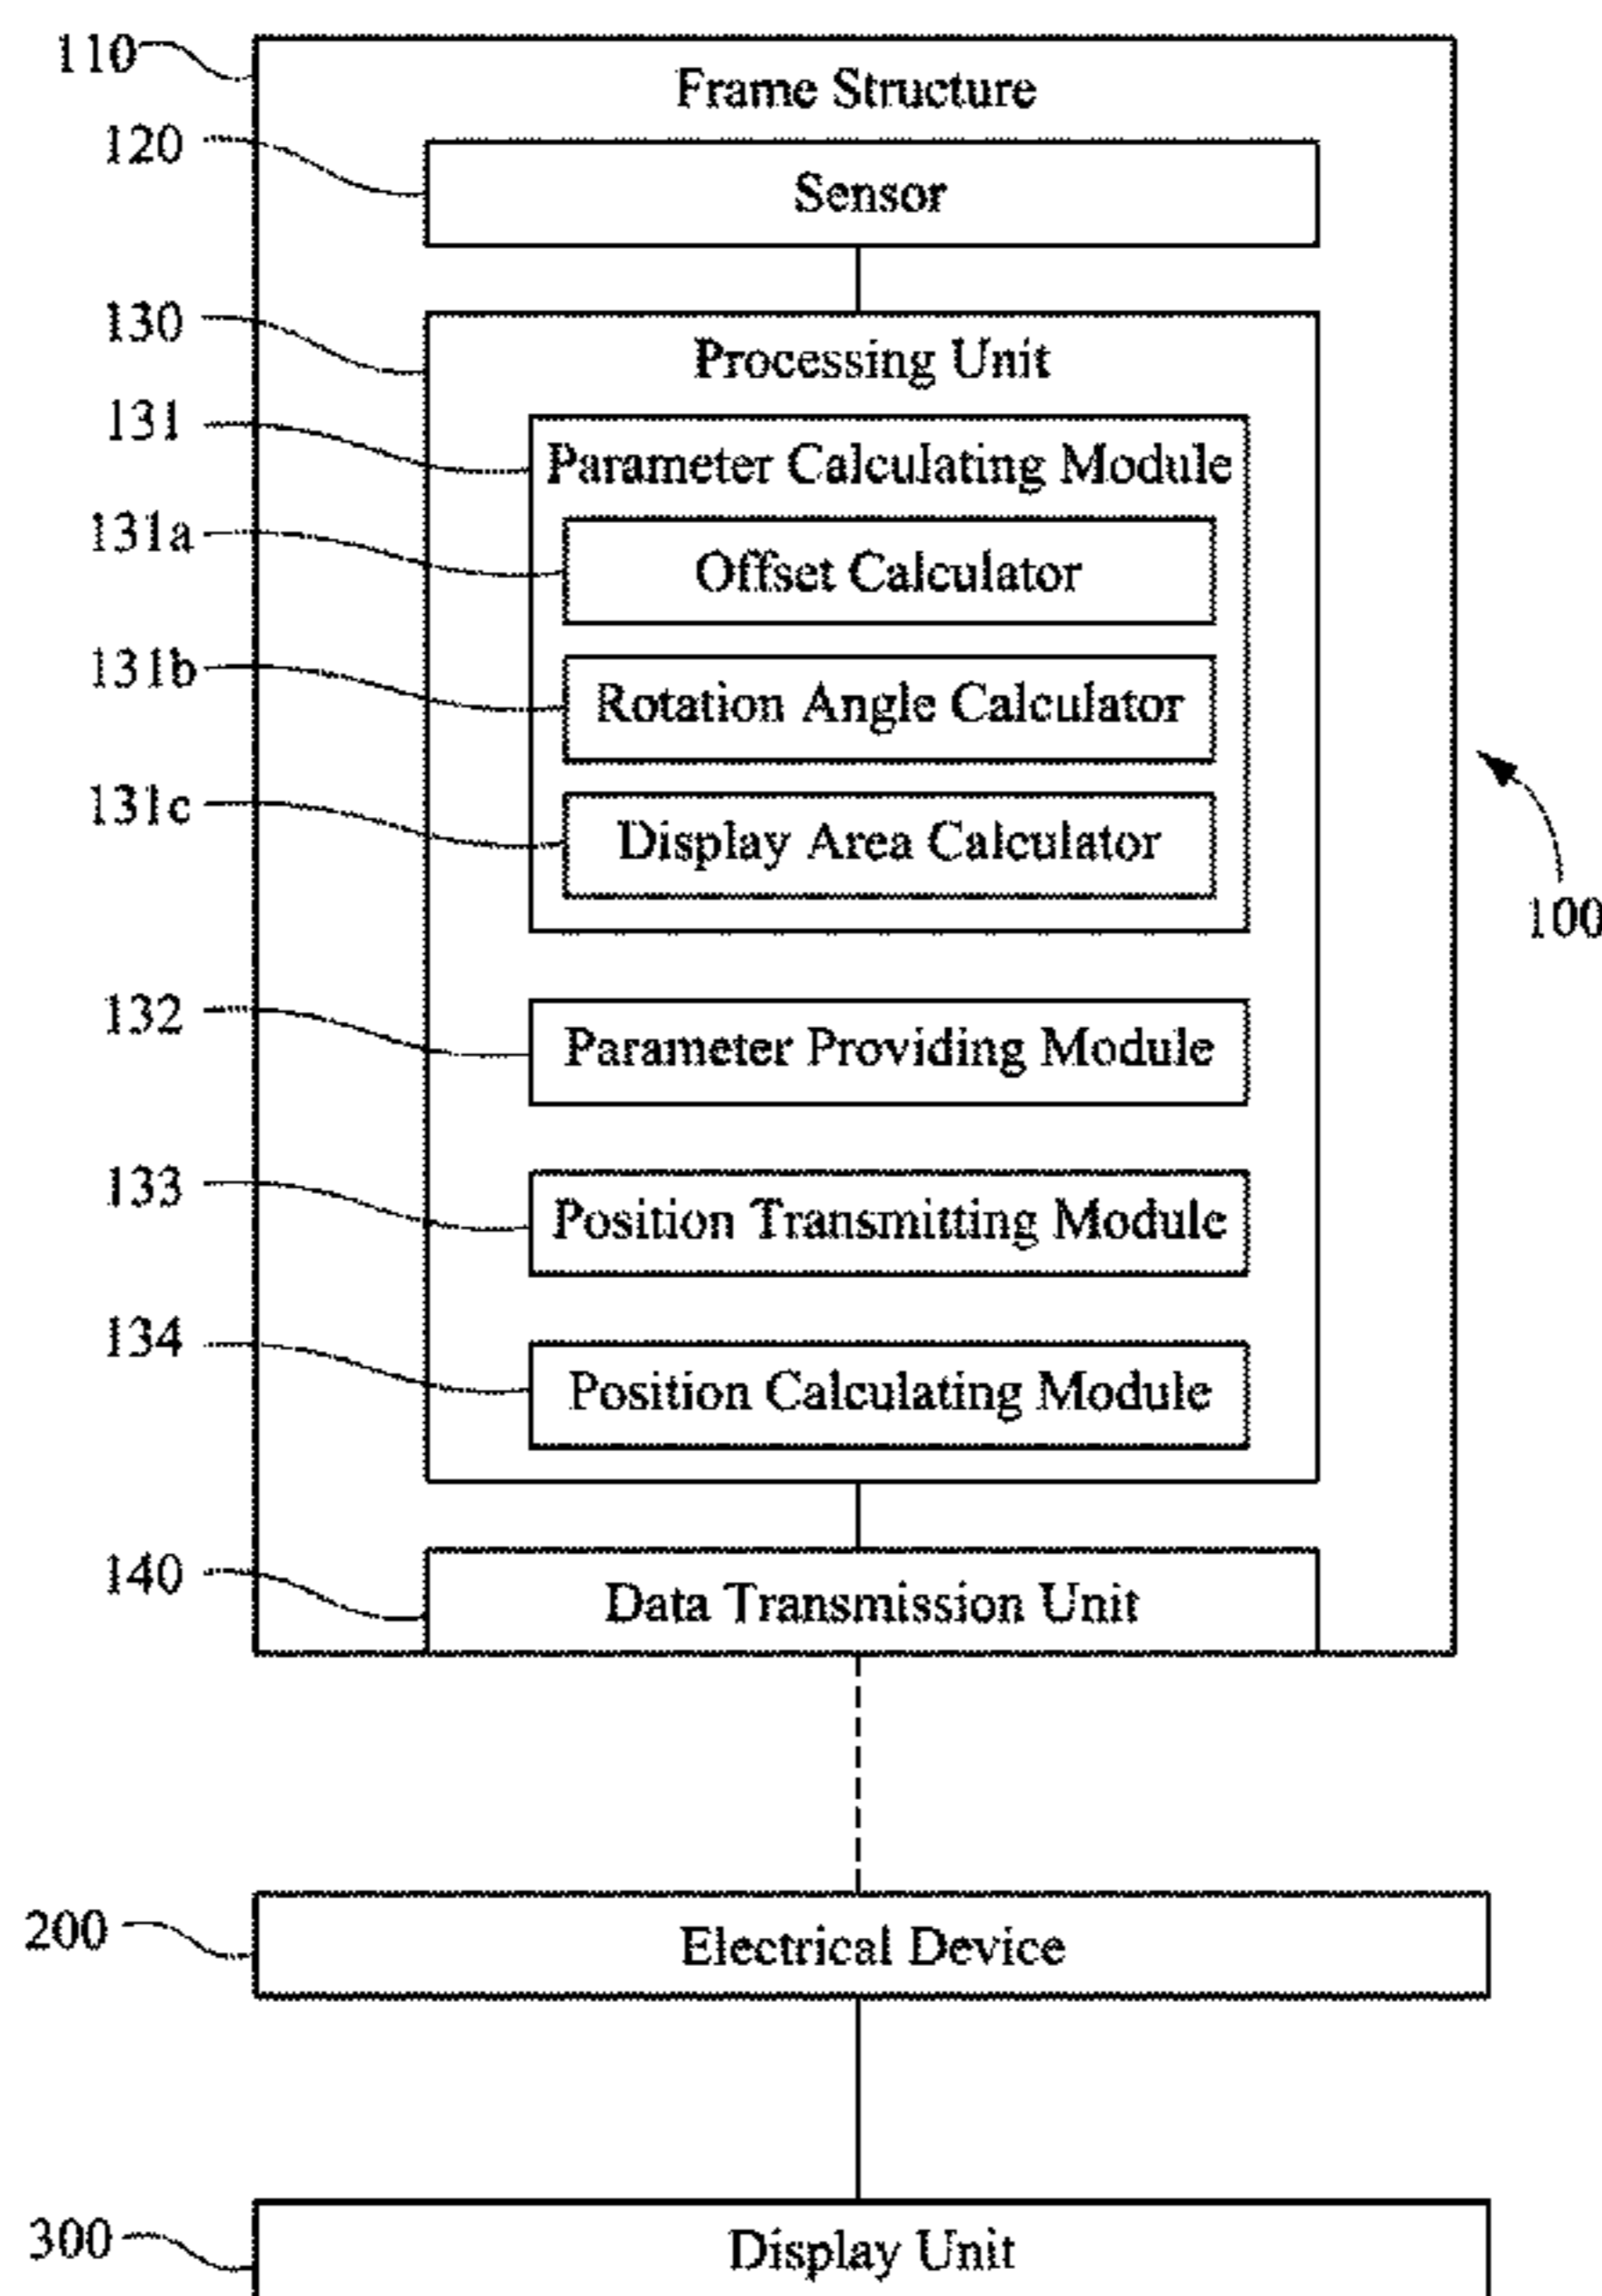 110
Frame Structure
120
Sensor
130
Processing Unit
131
Parameter Calculating Module
131a
Offset Calculator
131b
Rotation Angle Calculator
131c
Display Area Calculator
100
132
Parameter Providing Module
133
Position Transmitting Module
134
Position Calculating Module
140
Data Transmission Unit
200
Electrical Device
300
Display Unit